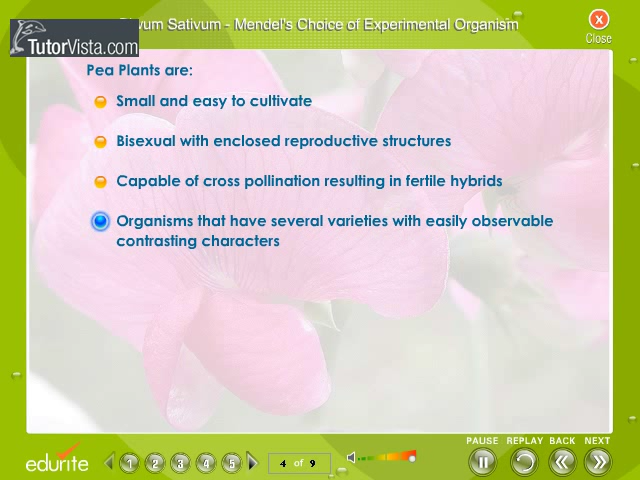 Pisum Sativum - Mendel's Choice of Experimental Organism
TutorVista.com
X
Close
Pea Plants are:
Small and easy to cultivate
Bisexual with enclosed reproductive structures
Capable of cross pollination resulting in fertile hybrids
Organisms that have several varieties with easily observable
contrasting characters
PAUSE REPLAY BACK NEXT
edurite
1 2 3 4 5
4 of 9